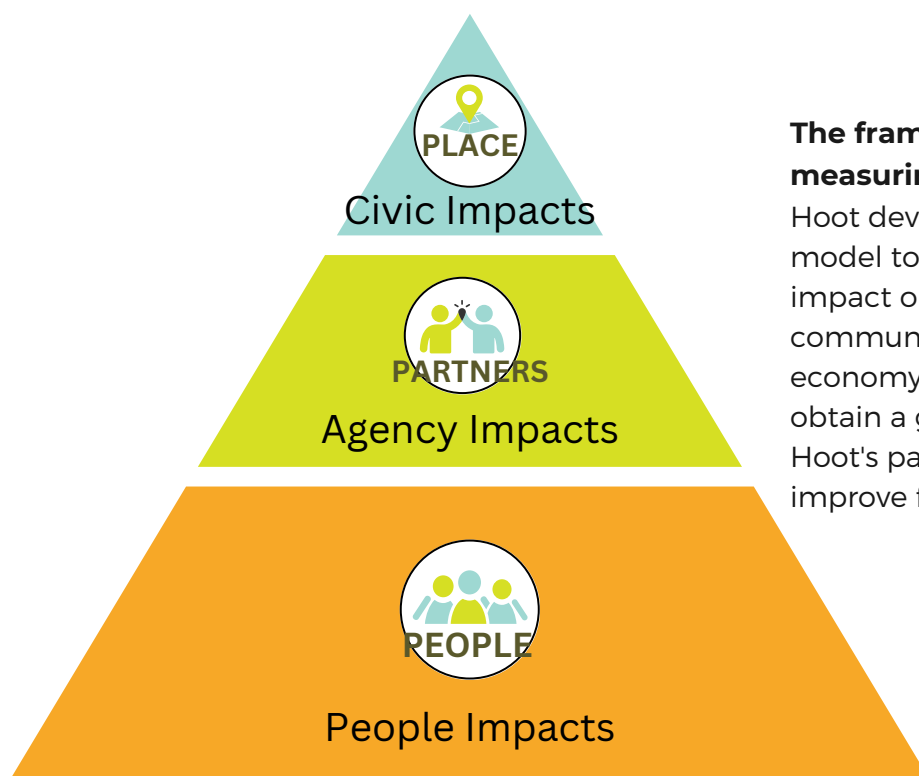 PLACE
Civic Impacts
PARTNERS
Agency Impacts
PEOPLE
People Impacts
The fram
measurin
Hoot dev
model to
impact o
commun
economy
obtain a g
Hoot's pa
improve f